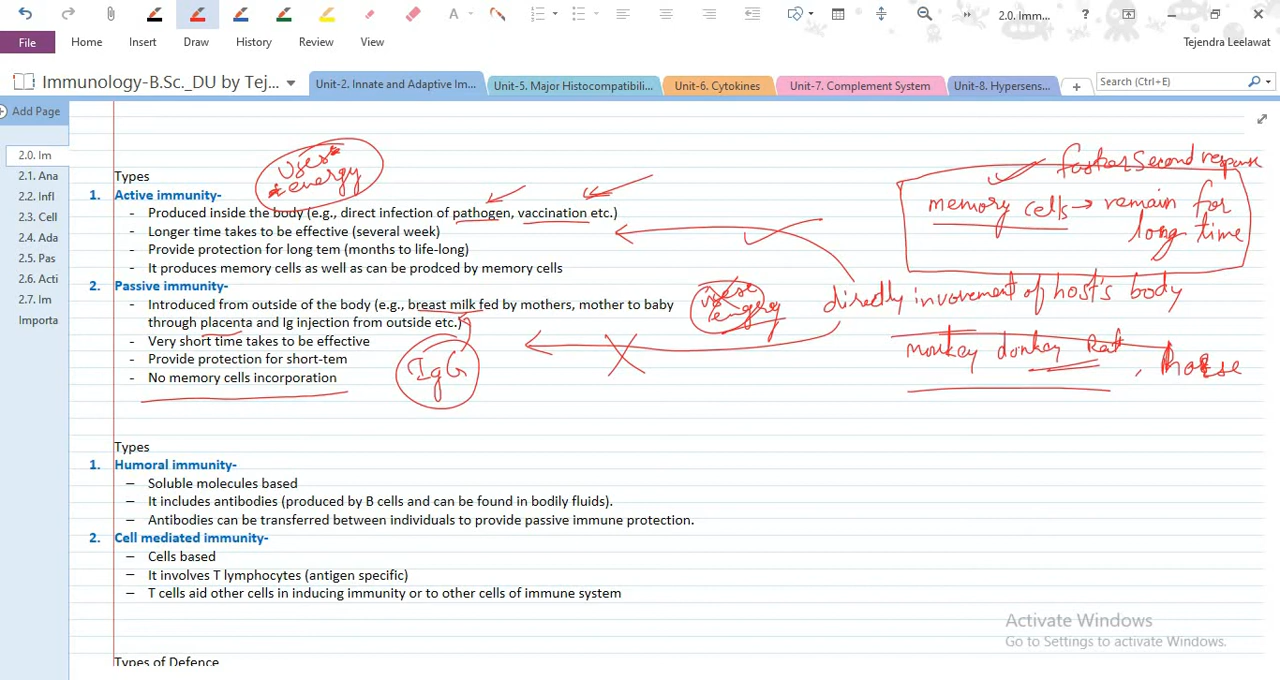 2.0. Imm...
File
Home
Insert
Draw
History
Review
View
Tejendra Leelawat
Immunology-B.Sc._DU by Tej...
Unit-2. Innate and Adaptive Im...
Unit-5. Major Histocompatibili...
Unit-6. Cytokines
Unit-7. Complement System
Unit-8. Hypersens...
Search (Ctrl+E)
Add Page
2.0. Im
2.1. Ana
2.2. Infl
2.3. Cell
2.4. Ada
2.5. Pas
2.6. Acti
2.7. Im
Importa
Types
uses
energy
1. Active immunity-
- Produced inside the body (e.g., direct infection of pathogen, vaccination etc.)
- Longer time takes to be effective (several week)
- Provide protection for long tem (months to life-long)
- It produces memory cells as well as can be prodced by memory cells
2. Passive immunity-
- Introduced from outside of the body (e.g., breast milk fed by mothers, mother to baby
through placenta and Ig injection from outside etc.)
- Very short time takes to be effective
- Provide protection for short-tem
- No memory cells incorporation
IgG
faster Second response
memory cells → remain for
long time
directly invovement of host's body
monkey donkey Rat, horse
Types
1. Humoral immunity-
– Soluble molecules based
– It includes antibodies (produced by B cells and can be found in bodily fluids).
– Antibodies can be transferred between individuals to provide passive immune protection.
2. Cell mediated immunity-
– Cells based
– It involves T lymphocytes (antigen specific)
– T cells aid other cells in inducing immunity or to other cells of immune system
Types of Defence
Activate Windows
Go to Settings to activate Windows.